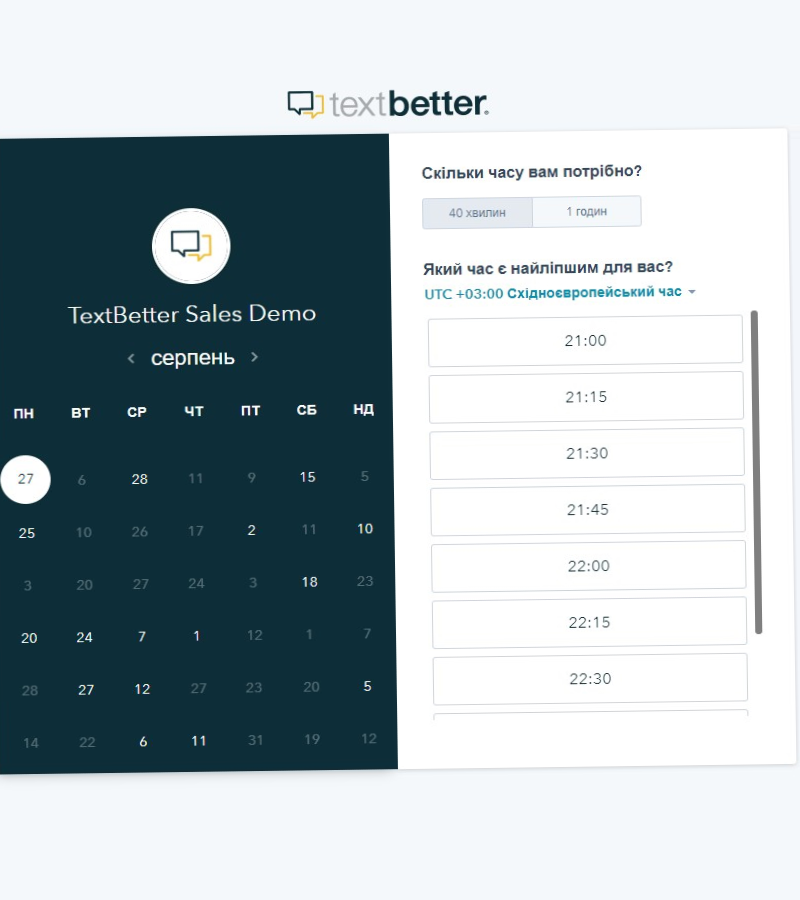 textbetter.
TextBetter Sales Demo
серпень
ПН ВТ СР ЧТ ПТ СБ НД
27 6 28 11 9 15 5
25 10 26 17 2 11 10
3 20 27 24 3 18 23
20 24 7 1 12 1 7
28 27 12 27 23 20 5
14 22 6 11 31 19 12
Скільки часу вам потрібно?
40 хвилин 1 годин
Який час є найліпшим для вас?
UTC +03:00 Східноєвропейський час
21:00
21:15
21:30
21:45
22:00
22:15
22:30